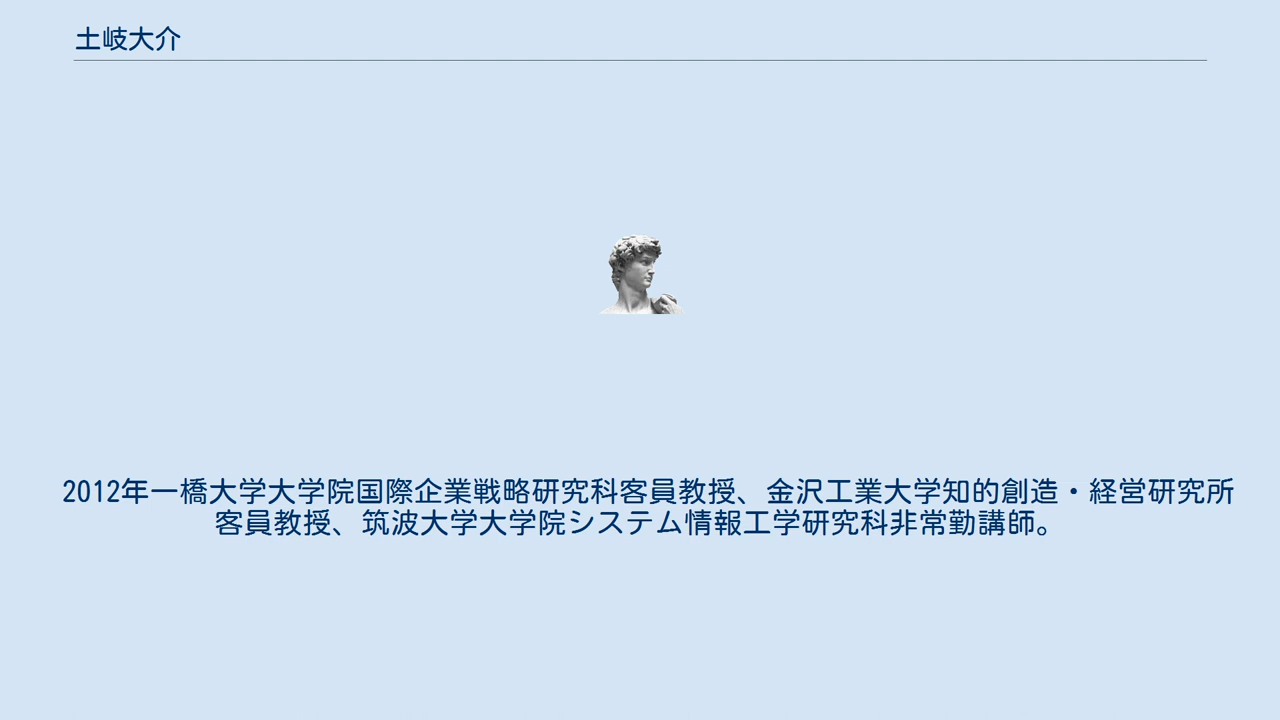 土岐大介
2012年一橋大学大学院国際企業戦略研究科客員教授、金沢工業大学知的創造・経営研究所
客員教授、筑波大学大学院システム情報工学研究科非常勤講師。